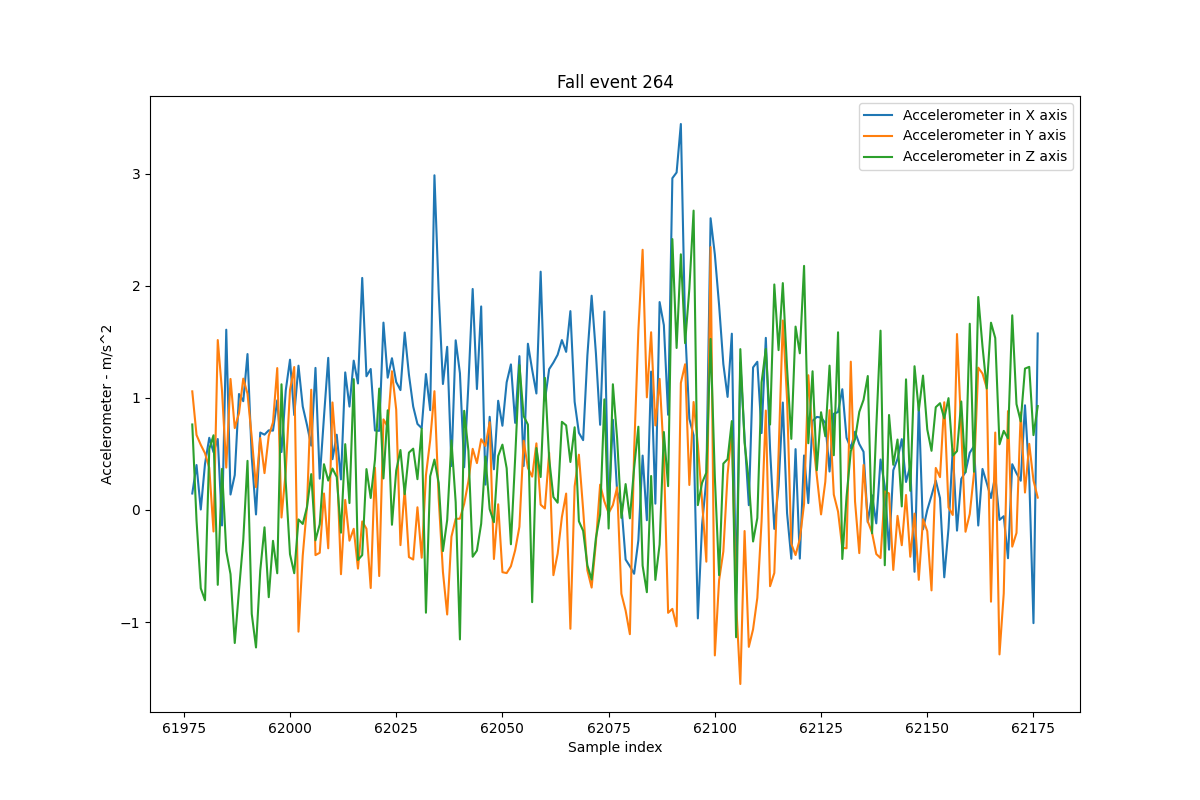 Fall event 264
Accelerometer in X axis
Accelerometer in Y axis
Accelerometer in Z axis
Accelerometer - m/s^2
3
2
1
0
−1
61975 62000 62025 62050 62075 62100 62125 62150 62175
Sample index